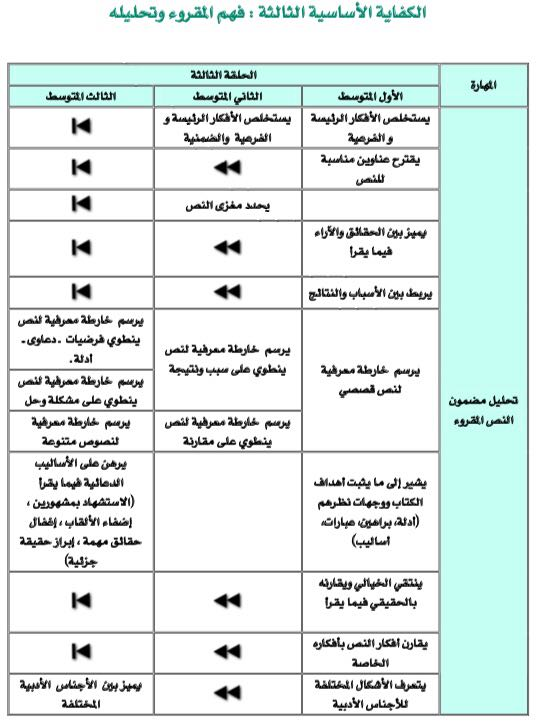 الكفاية الأساسية الثالثة : فهم المقروء وتحليله
المهارة
الحلقة الثالثة
الأول المتوسط
الثاني المتوسط
الثالث المتوسط
تحليل مضمون
النص المقروء
يستخلص الأفكار الرئيسة
و الفرعية
يستخلص الأفكار الرئيسة و
الفرعية والضمنية
يقترح عناوين مناسبة
للنص
يحدد مغزى النص
يميز بين الحقائق والآراء
فيما يقرأ
يربط بين الأسباب والنتائج
يرسم خارطة معرفية
لنص قصصي
يرسم خارطة معرفية لنص
ينطوي على سبب ونتيجة
يرسم خارطة معرفية لنص
ينطوي فرضيات ـ دعاوى ـ
أدلة .
يرسم خارطة معرفية لنص
ينطوي على مشكلة وحل
يرسم خارطة معرفية لنص
ينطوي على مقارنة
يرسم خارطة معرفية
لنصوص متنوعة
يشير إلى ما يثبت أهداف
الكتاب ووجهات نظرهم
(أدلة، براهين، عبارات،
أساليب)
يرهن على الأساليب
الدعائية فيما يقرأ
(الاستشهاد بمشهورين ،
إضفاء الألقاب ، إغفال
حقائق مهمة ، إبراز حقيقة
جزئية)
ينتقي الخيالي ويقارنه
بالحقيقي فيما يقرأ
يقارن أفكار النص بأفكاره
الخاصة
يتعرف الأشكال المختلفة
للأجناس الأدبية
يميز بين الأجناس الأدبية
المختلفة